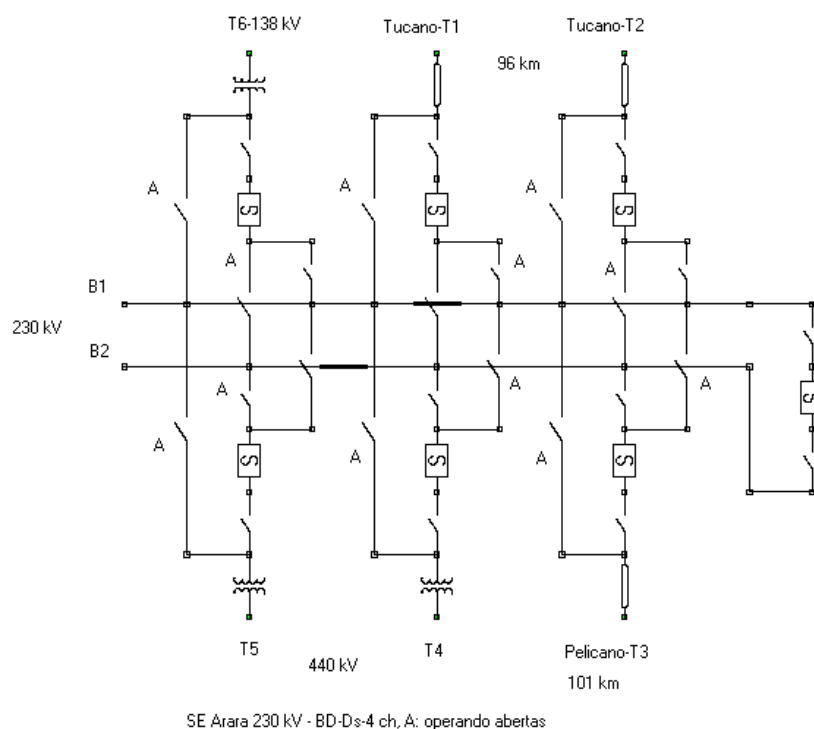 T6-138 kV
Tucano-T1
Tucano-T2
96 km
A
A
A
S
S
S
A
A
A
B1
230 kV
B2
A
A
A
A
A
A
S
S
S
S
T5
440 kV
T4
Pelicano-T3
101 km
SE Arara 230 kV - BD-Ds-4 ch, A: operando abertas